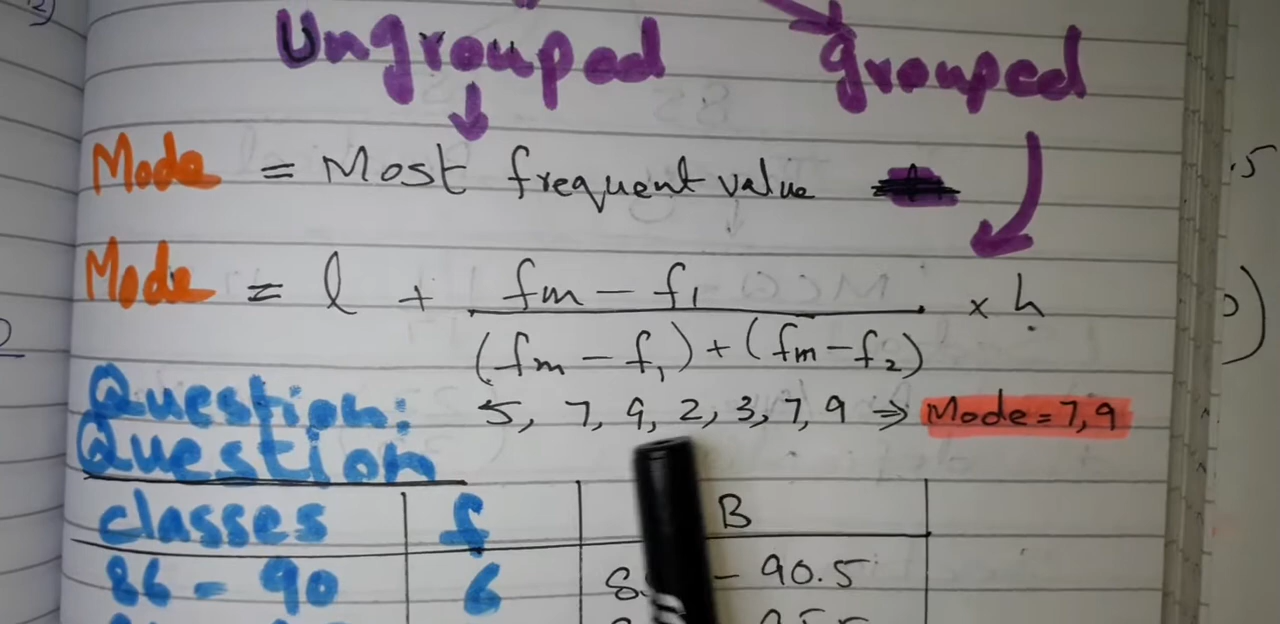 Ungrouped grouped
Mode = Most frequent value
Mode = l + fm - f1 / (fm - f1) + (fm - f2) × h
Question: 5, 7, 9, 2, 3, 7, 9 ⇒ Mode = 7, 9
Question
classes f B
86 - 90 6 - 90.5